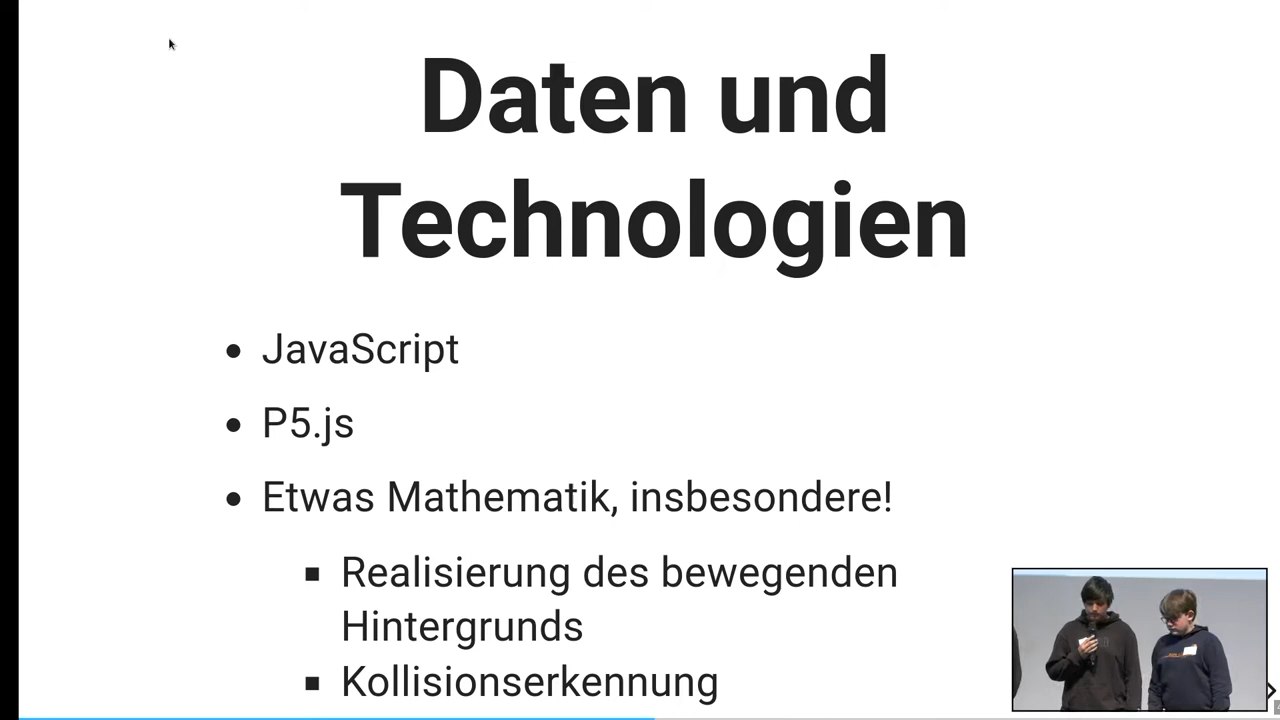 Daten und
Technologien
JavaScript
P5.js
Etwas Mathematik, insbesondere!
Realisierung des bewegenden
Hintergrunds
Kollisionserkennung